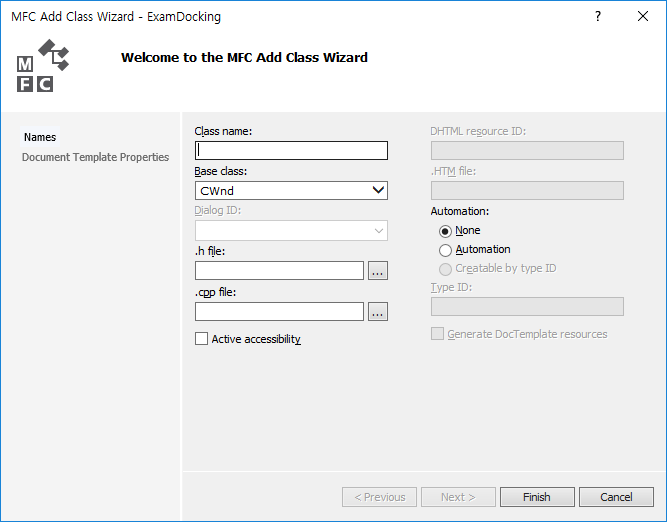 MFC Add Class Wizard - ExamDocking
? ×
M
F C
Welcome to the MFC Add Class Wizard
Names
Document Template Properties
Class name:
Base class:
CWnd
Dialog ID:
.h file:
...
.cpp file:
...
Active accessibility
DHTML resource ID:
.HTM file:
Automation:
None
Automation
Creatable by type ID
Type ID:
Generate DocTemplate resources
< Previous
Next >
Finish
Cancel